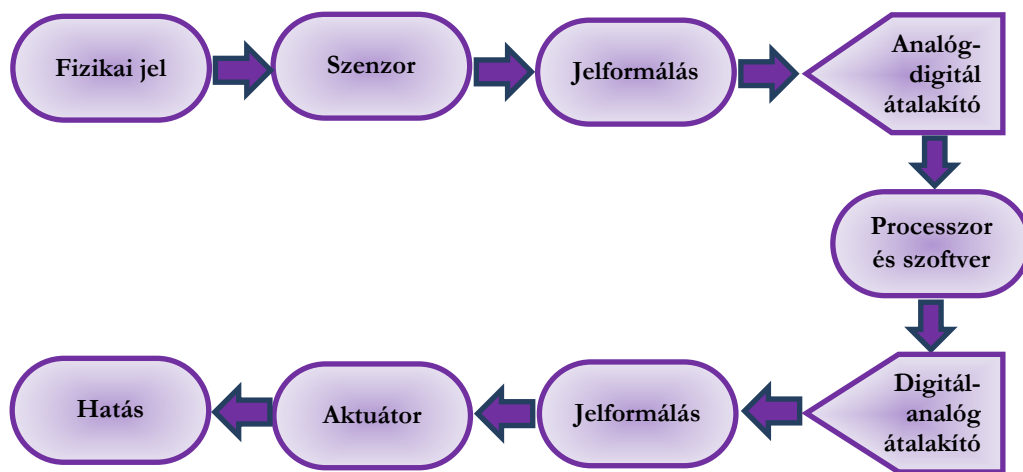 Fizikai jel
Szenzor
Jelformálás
Analóg-
digitál
átalakító
Processzor
és szoftver
Digitál-
analóg
átalakító
Jelformálás
Aktuátor
Hatás